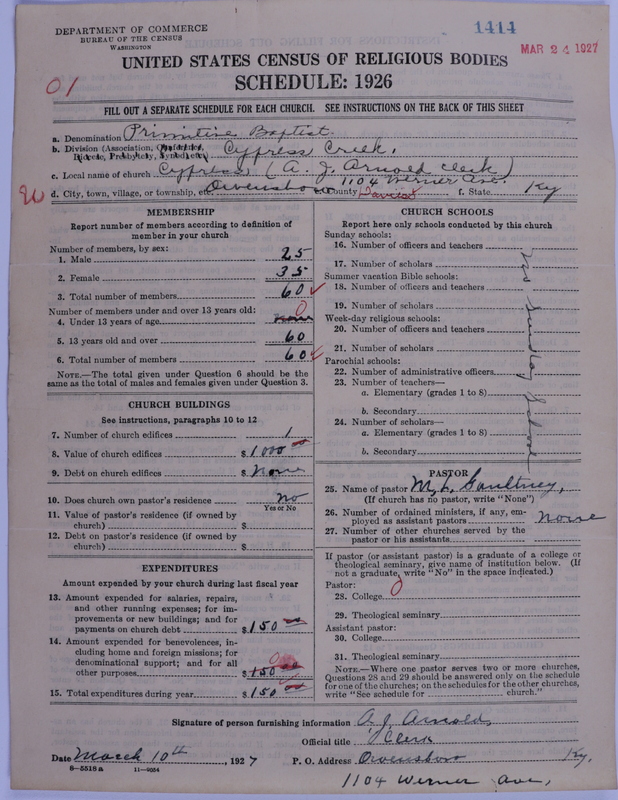 1414
MAR 24 1927
DEPARTMENT OF COMMERCE
BUREAU OF THE CENSUS
WASHINGTON
UNITED STATES CENSUS OF RELIGIOUS BODIES
SCHEDULE: 1926
01
FILL OUT A SEPARATE SCHEDULE FOR EACH CHURCH. SEE INSTRUCTIONS ON THE BACK OF THIS SHEET
a. Denomination Primitive Baptist.
b. Division (Association, Conference, Cypress Creek.
Diocese, Presbytery, Synod, etc.)
c. Local name of church Cypress (A. J. Arnold Clerk)
1104 Werner Ave.
d. City, town, village, or township, etc. Owensboro County Daviess f. State Ky
MEMBERSHIP
Report number of members according to definition of member in your church
Number of members, by sex:
1. Male 25
2. Female 35
3. Total number of members 60
Number of members under and over 13 years old:
4. Under 13 years of age none 0
5. 13 years old and over 60
6. Total number of members 60
NOTE.—The total given under Question 6 should be the
same as the total of males and females given under Question 3.
CHURCH BUILDINGS
See instructions, paragraphs 10 to 12
7. Number of church edifices 1
8. Value of church edifices $1000 00
9. Debt on church edifices $ None
10. Does church own pastor's residence no
Yes or No
11. Value of pastor's residence (if owned by
church) $
12. Debt on pastor's residence (if owned by
church) $
EXPENDITURES
Amount expended by your church during last fiscal year
13. Amount expended for salaries, repairs,
and other running expenses; for im-
provements or new buildings; and for
payments on church debt $150 00
14. Amount expended for benevolences, in-
cluding home and foreign missions; for
denominational support; and for all
other purposes $150 00 0
15. Total expenditures during year $150 00
CHURCH SCHOOLS
Report here only schools conducted by this church
Sunday schools:
16. Number of officers and teachers
17. Number of scholars
Summer vacation Bible schools:
18. Number of officers and teachers
19. Number of scholars
Week-day religious schools:
20. Number of officers and teachers
21. Number of scholars
Parochial schools:
22. Number of administrative officers
23. Number of teachers—
a. Elementary (grades 1 to 8)
b. Secondary
24. Number of scholars—
a. Elementary (grades 1 to 8)
b. Secondary
No Sunday School
PASTOR
25. Name of pastor M. L. Gaultney,
(If church has no pastor, write "None")
26. Number of ordained ministers, if any, em-
ployed as assistant pastors none
27. Number of other churches served by the
pastor or his assistants
If pastor (or assistant pastor) is a graduate of a college or
theological seminary, give name of institution below. (If
not a graduate, write "No" in the space indicated.)
Pastor: 0
28. College
29. Theological seminary
Assistant pastor:
30. College
31. Theological seminary
NOTE.—Where one pastor serves two or more churches,
Questions 28 and 29 should be answered only on the schedule
for one of the churches; on the schedules for the other churches,
write "See schedule for church."
Signature of person furnishing information A. J. Arnold,
Official title Clerk
Date March 10th, 1927 P. O. Address Owensboro Ky.
8—5518a 11—9054
1104 Werner Ave,